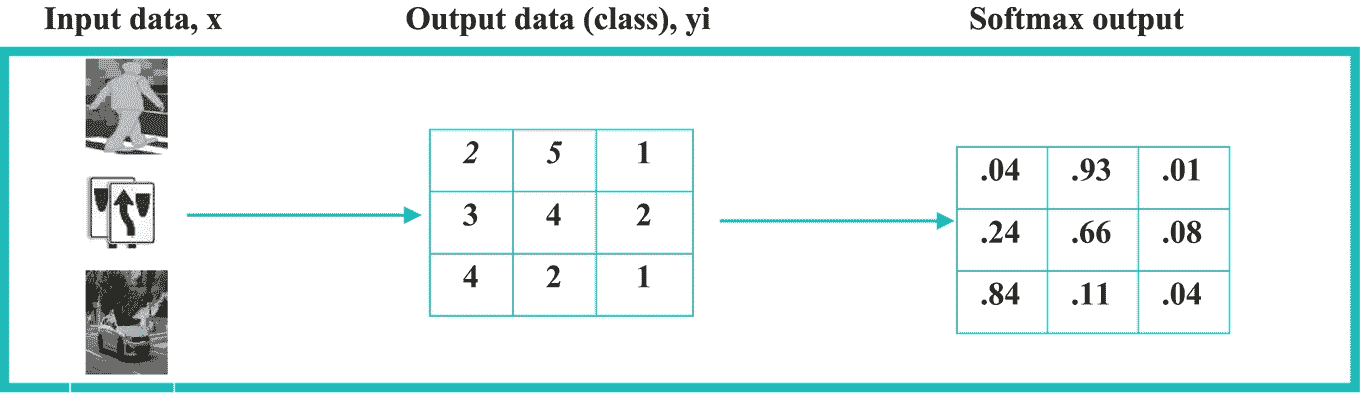 Input data, x Output data (class), yi Softmax output
2 5 1
3 4 2
4 2 1
.04 .93 .01
.24 .66 .08
.84 .11 .04